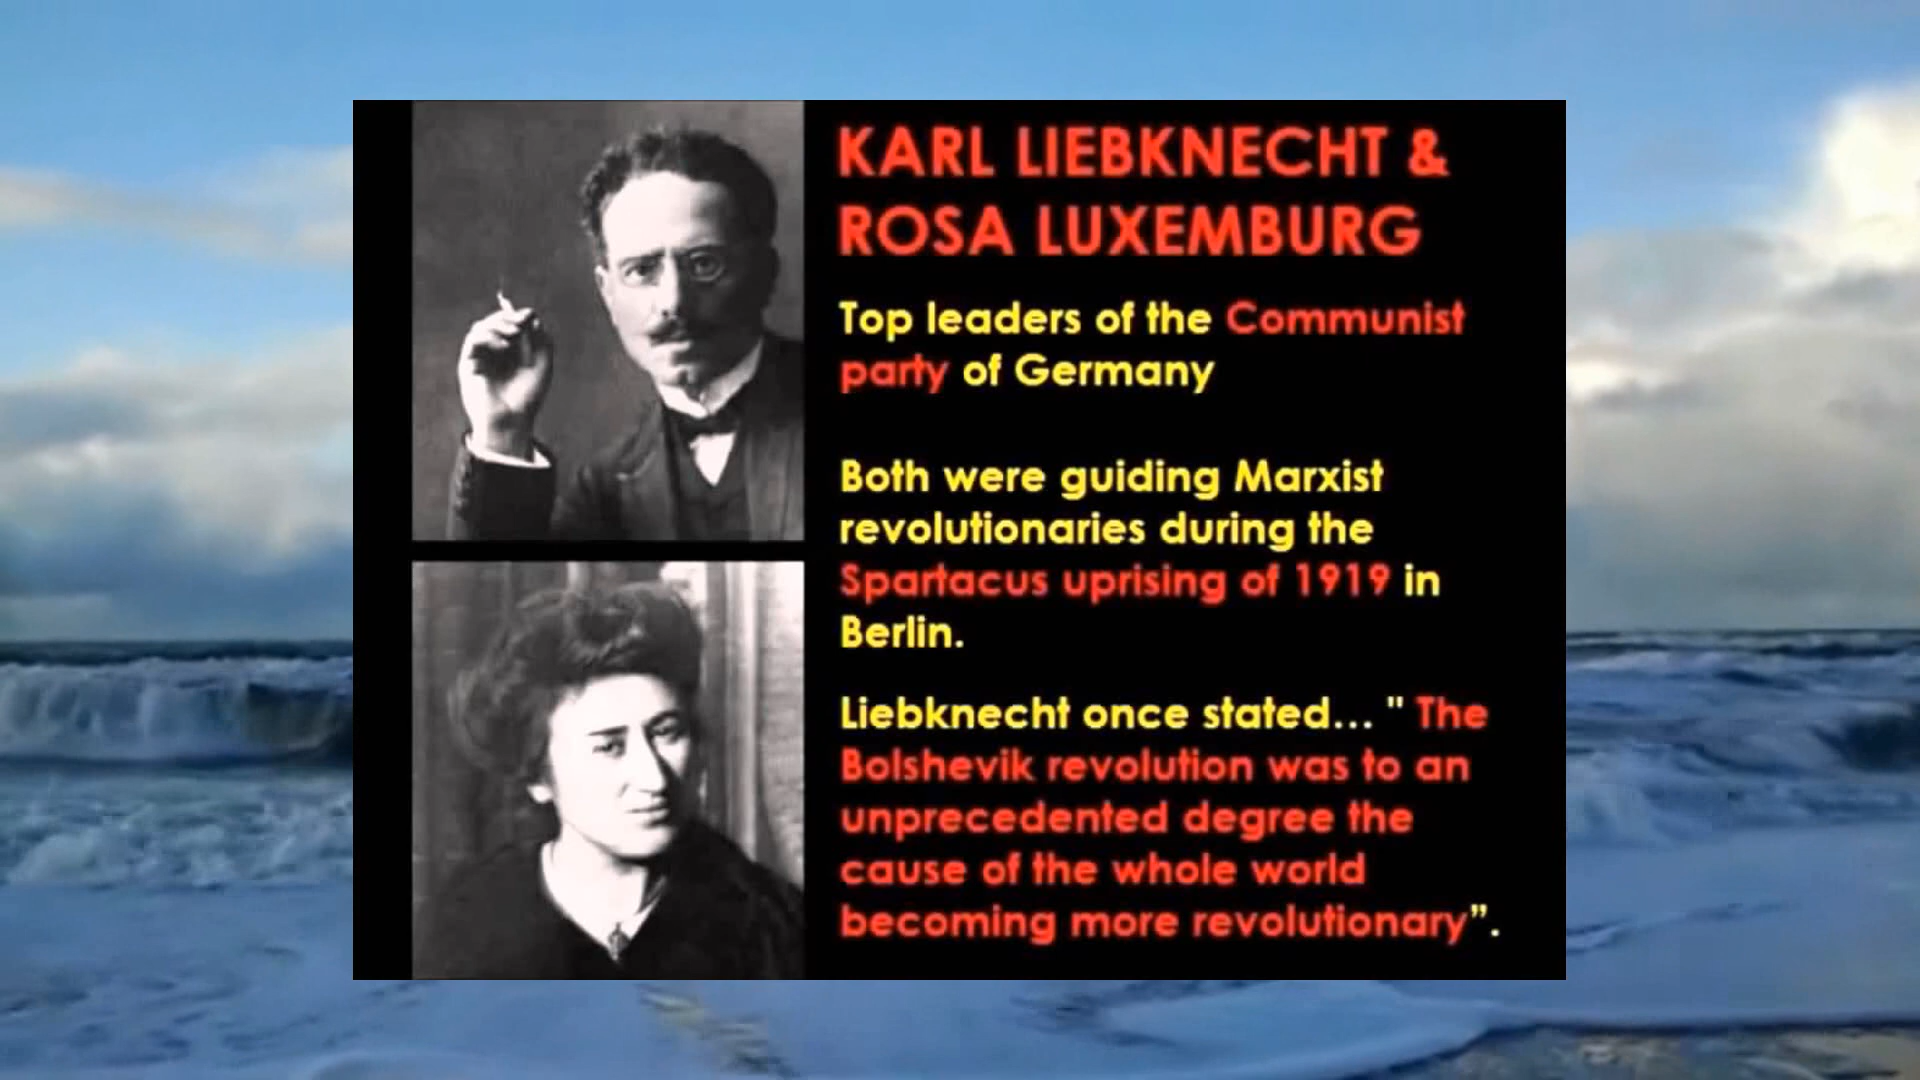 KARL LIEBKNECHT &
ROSA LUXEMBURG
Top leaders of the Communist
party of Germany
Both were guiding Marxist
revolutionaries during the
Spartacus uprising of 1919 in
Berlin.
Liebknecht once stated... " The
Bolshevik revolution was to an
unprecedented degree the
cause of the whole world
becoming more revolutionary”.